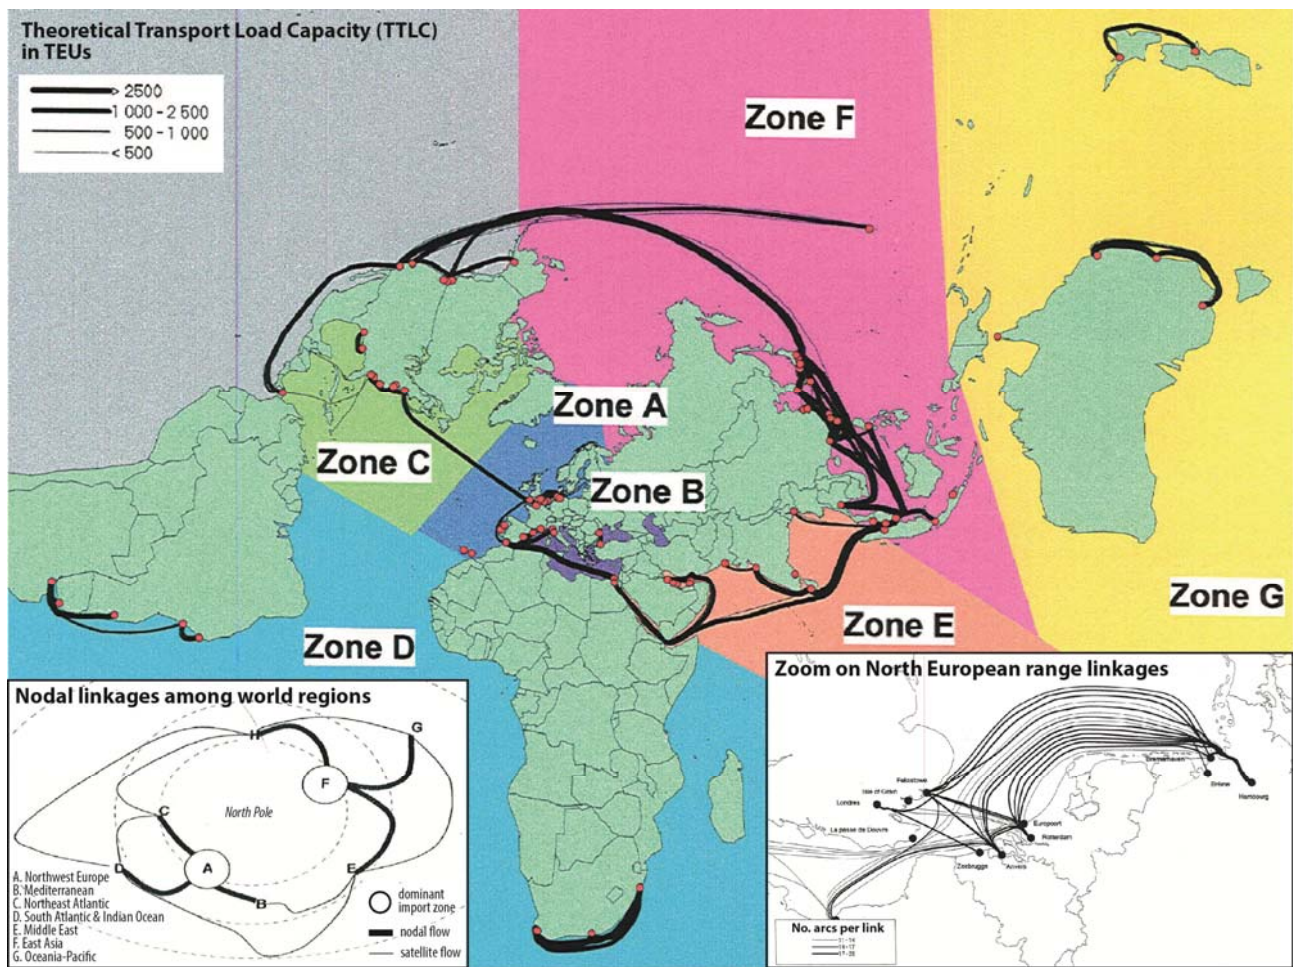 Theoretical Transport Load Capacity (TTLC)
in TEUs
> 2500
1 000 - 2 500
500 - 1 000
< 500
Zone F
Zone A
Zone C
Zone B
Zone G
Zone E
Zone D
Nodal linkages among world regions
H
G
F
C
North Pole
D
A
B
E
A. Northwest Europe
B. Mediterranean
C. Northeast Atlantic
D. South Atlantic & Indian Ocean
E. Middle East
F. East Asia
G. Oceania-Pacific
dominant
import zone
nodal flow
satellite flow
Zoom on North European range linkages
Felixstowe
Isle of Grain
Londres
La passe de Douvre
Zeebrugge
Anvers
Europoort
Rotterdam
Bremerhaven
Brême
Hambourg
No. arcs per link